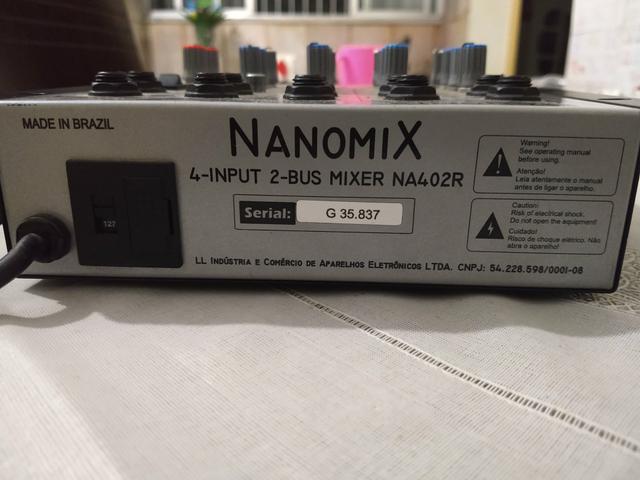 MADE IN BRAZIL
NANOMIX
4-INPUT 2-BUS MIXER NA402R
Serial: G 35.837
127
LL INDÚSTRIA E COMÉRCIO DE APARELHOS ELETRÔNICOS LTDA. CNPJ: 54.228.598/0001-08
Warning!
See operating manual
before using.
Atenção!
Leia atentamente o manual
antes de ligar o aparelho.
Caution:
Risk of electrical shock.
Do not open the equipment!
Cuidado!
Risco de choque elétrico. Não
abra o aparelho!